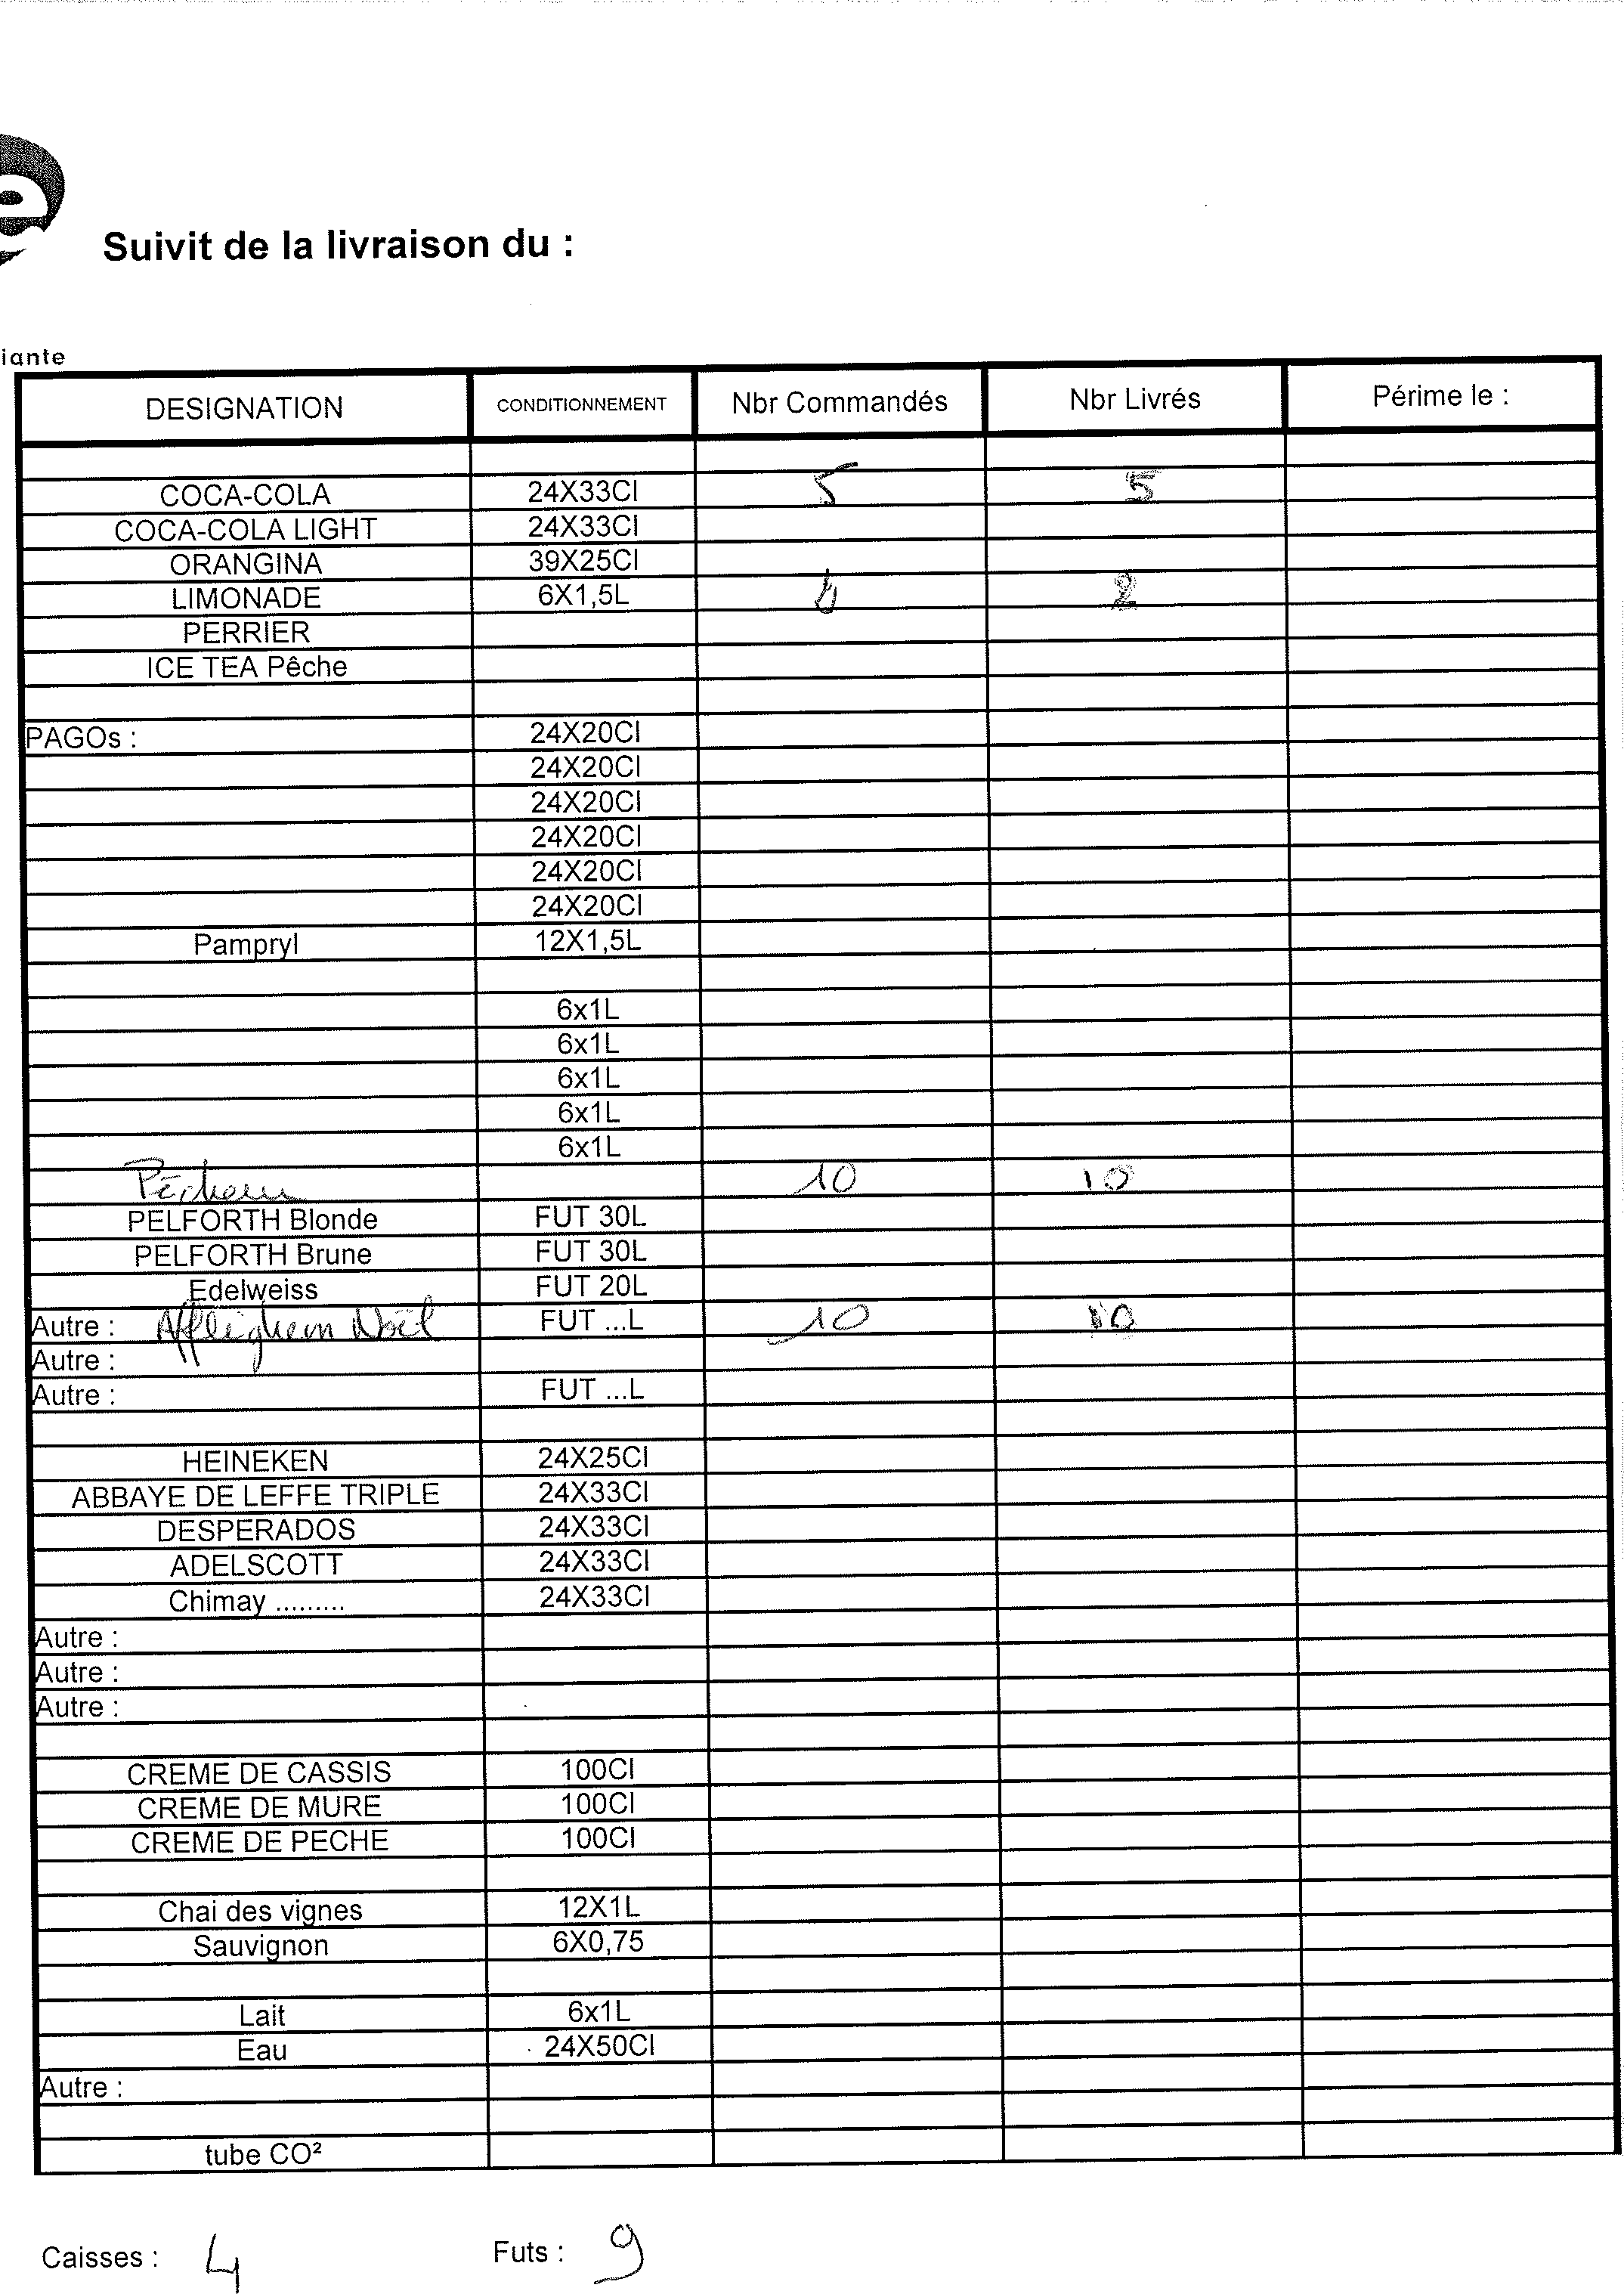 e
Suivit de la livraison du :
iante
DESIGNATION CONDITIONNEMENT Nbr Commandés Nbr Livrés Périme le :
COCA-COLA 24X33Cl 5 5
COCA-COLA LIGHT 24X33Cl
ORANGINA 39X25Cl
LIMONADE 6X1,5L 2
PERRIER
ICE TEA Pêche
PAGOs : 24X20Cl
24X20Cl
24X20Cl
24X20Cl
24X20Cl
24X20Cl
Pampryl 12X1,5L
6x1L
6x1L
6x1L
6x1L
6x1L
10 10
PELFORTH Blonde FUT 30L
PELFORTH Brune FUT 30L
Edelweiss FUT 20L
Autre : Affleighem Noël FUT ...L 10 10
Autre :
Autre : FUT ...L
HEINEKEN 24X25Cl
ABBAYE DE LEFFE TRIPLE 24X33Cl
DESPERADOS 24X33Cl
ADELSCOTT 24X33Cl
Chimay ......... 24X33Cl
Autre :
Autre :
Autre :
CREME DE CASSIS 100Cl
CREME DE MURE 100Cl
CREME DE PECHE 100Cl
Chai des vignes 12X1L
Sauvignon 6X0,75
Lait 6x1L
Eau 24X50Cl
Autre :
tube CO²
Caisses : 4 Futs : 9